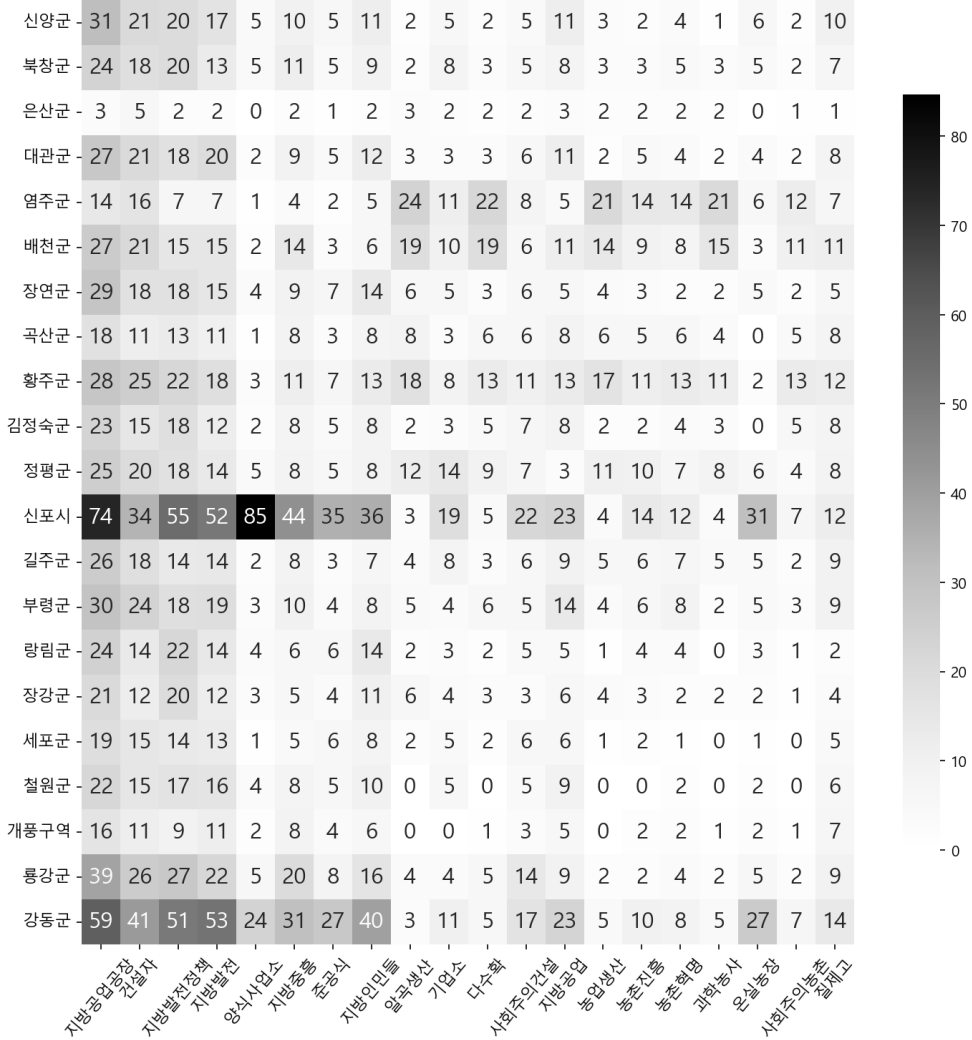 신양군 31 21 20 17 5 10 5 11 2 5 2 5 11 3 2 4 1 6 2 10
북창군 24 18 20 13 5 11 5 9 2 8 3 5 8 3 3 5 3 5 2 7
은산군 3 5 2 2 0 2 1 2 3 2 2 2 3 2 2 2 2 0 1 1
대관군 27 21 18 20 2 9 5 12 3 3 3 6 11 2 5 4 2 4 2 8
염주군 14 16 7 7 1 4 2 5 24 11 22 8 5 21 14 14 21 6 12 7
배천군 27 21 15 15 2 14 3 6 19 10 19 6 11 14 9 8 15 3 11 11
장연군 29 18 18 15 4 9 7 14 6 5 3 6 5 4 3 2 2 5 2 5
곡산군 18 11 13 11 1 8 3 8 8 3 6 6 8 6 5 6 4 0 5 8
황주군 28 25 22 18 3 11 7 13 18 8 13 11 13 17 11 13 11 2 13 12
김정숙군 23 15 18 12 2 8 5 8 2 3 5 7 8 2 2 4 3 0 5 8
정평군 25 20 18 14 5 8 5 8 12 14 9 7 3 11 10 7 8 6 4 8
신포시 74 34 55 52 85 44 35 36 3 19 5 22 23 4 14 12 4 31 7 12
길주군 26 18 14 14 2 8 3 7 4 8 3 6 9 5 6 7 5 5 2 9
부령군 30 24 18 19 3 10 4 8 5 4 6 5 14 4 6 8 2 5 3 9
랑림군 24 14 22 14 4 6 6 14 2 3 2 5 5 1 4 4 0 3 1 2
장강군 21 12 20 12 3 5 4 11 6 4 3 3 6 4 3 2 2 2 1 4
세포군 19 15 14 13 1 5 6 8 2 5 2 6 6 1 2 1 0 1 0 5
철원군 22 15 17 16 4 8 5 10 0 5 0 5 9 0 0 2 0 2 0 6
개풍구역 16 11 9 11 2 8 4 6 0 0 1 3 5 0 2 2 1 2 1 7
룡강군 39 26 27 22 5 20 8 16 4 4 5 14 9 2 2 4 2 5 2 9
강동군 59 41 51 53 24 31 27 40 3 11 5 17 23 5 10 8 5 27 7 14
지방공업공장
건설자
지방발전정책
지방발전
양식사업소
지방중흥
준공식
지방인민들
알곡생산
기업소
다수확
사회주의건설
지방공업
농업생산
농촌진흥
농촌혁명
과학농사
온실농장
사회주의농촌
질제고
80
70
60
50
40
30
20
10
0